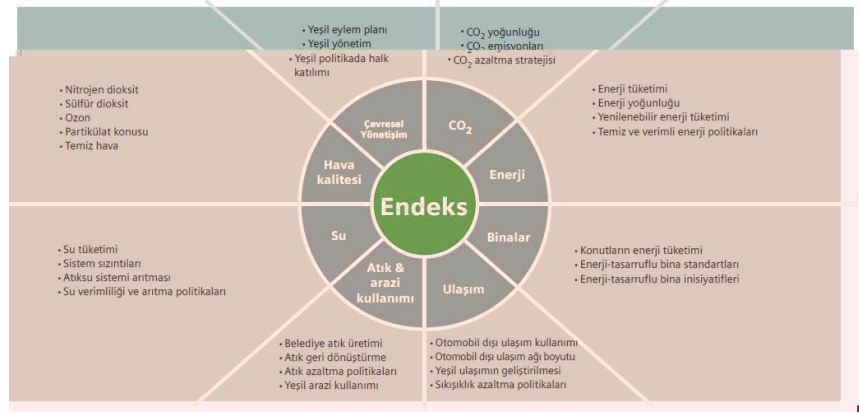 • Yeşil eylem planı
• Yeşil yönetim
• Yeşil politikada halk
katılımı
• CO2 yoğunluğu
• CO2 emisyonları
• CO2 azaltma stratejisi
• Nitrojen dioksit
• Sülfür dioksit
• Ozon
• Partikülat konusu
• Temiz hava
• Enerji tüketimi
• Enerji yoğunluğu
• Yenilenebilir enerji tüketimi
• Temiz ve verimli enerji politikaları
Çevresel
Yönetişim
CO2
Hava
kalitesi
Enerji
Endeks
Su
Binalar
Atık &
arazi
kullanımı
Ulaşım
• Su tüketimi
• Sistem sızıntıları
• Atıksu sistemi arıtması
• Su verimliliği ve arıtma politikaları
• Konutların enerji tüketimi
• Enerji-tasarruflu bina standartları
• Enerji-tasarruflu bina inisiyatifleri
• Belediye atık üretimi
• Atık geri dönüştürme
• Atık azaltma politikaları
• Yeşil arazi kullanımı
• Otomobil dışı ulaşım kullanımı
• Otomobil dışı ulaşım ağı boyutu
• Yeşil ulaşımın geliştirilmesi
• Sıkışıklık azaltma politikaları